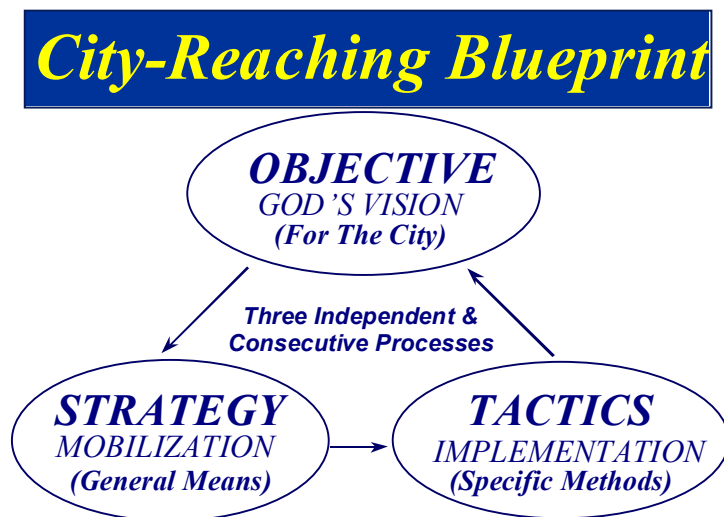 City-Reaching Blueprint
OBJECTIVE
GOD'S VISION
(For The City)
Three Independent &
Consecutive Processes
STRATEGY
MOBILIZATION
(General Means)
TACTICS
IMPLEMENTATION
(Specific Methods)